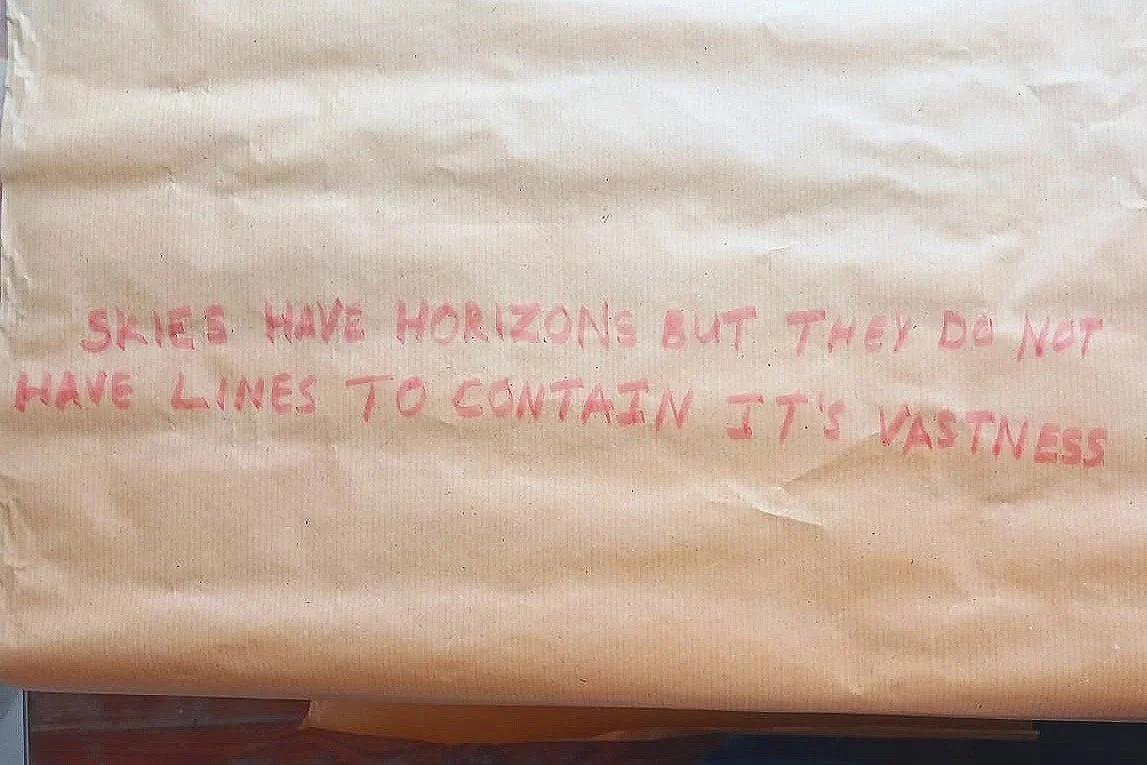 SKIES HAVE HORIZONS BUT THEY DO NOT
HAVE LINES TO CONTAIN IT'S VASTNESS